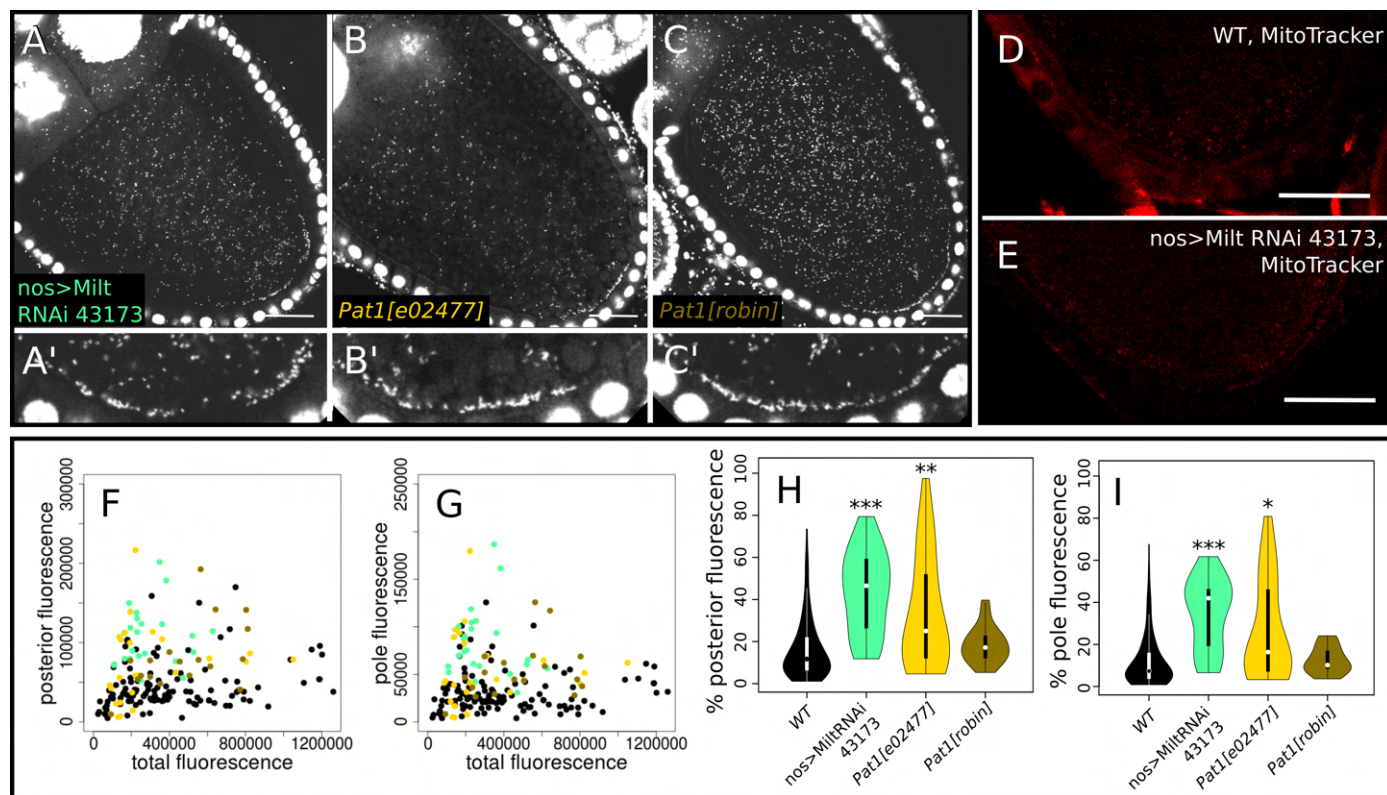 A
B
C
nos>Milt
RNAi 43173
Pat1[e02477]
Pat1[robin]
A'
B'
C'
D
WT, MitoTracker
E
nos>Milt RNAi 43173,
MitoTracker
F
posterior fluorescence
0
100000
200000
300000
0
400000
800000
1200000
total fluorescence
G
pole fluorescence
0
50000
150000
250000
0
400000
800000
1200000
total fluorescence
H
% posterior fluorescence
0
20
40
60
80
100
***
**
WT
nos>MiltRNAi
43173
Pat1[e02477]
Pat1[robin]
I
% pole fluorescence
0
20
40
60
80
100
***
*
WT
nos>MiltRNAi
43173
Pat1[e02477]
Pat1[robin]